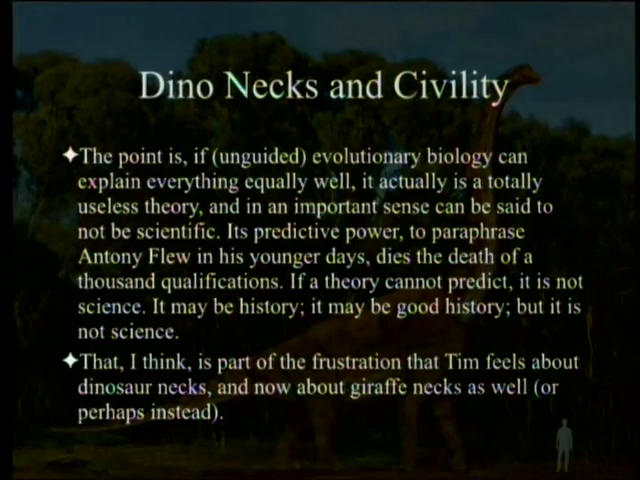 Dino Necks and Civility
✦The point is, if (unguided) evolutionary biology can
explain everything equally well, it actually is a totally
useless theory, and in an important sense can be said to
not be scientific. Its predictive power, to paraphrase
Antony Flew in his younger days, dies the death of a
thousand qualifications. If a theory cannot predict, it is not
science. It may be history; it may be good history; but it is
not science.
✦That, I think, is part of the frustration that Tim feels about
dinosaur necks, and now about giraffe necks as well (or
perhaps instead).